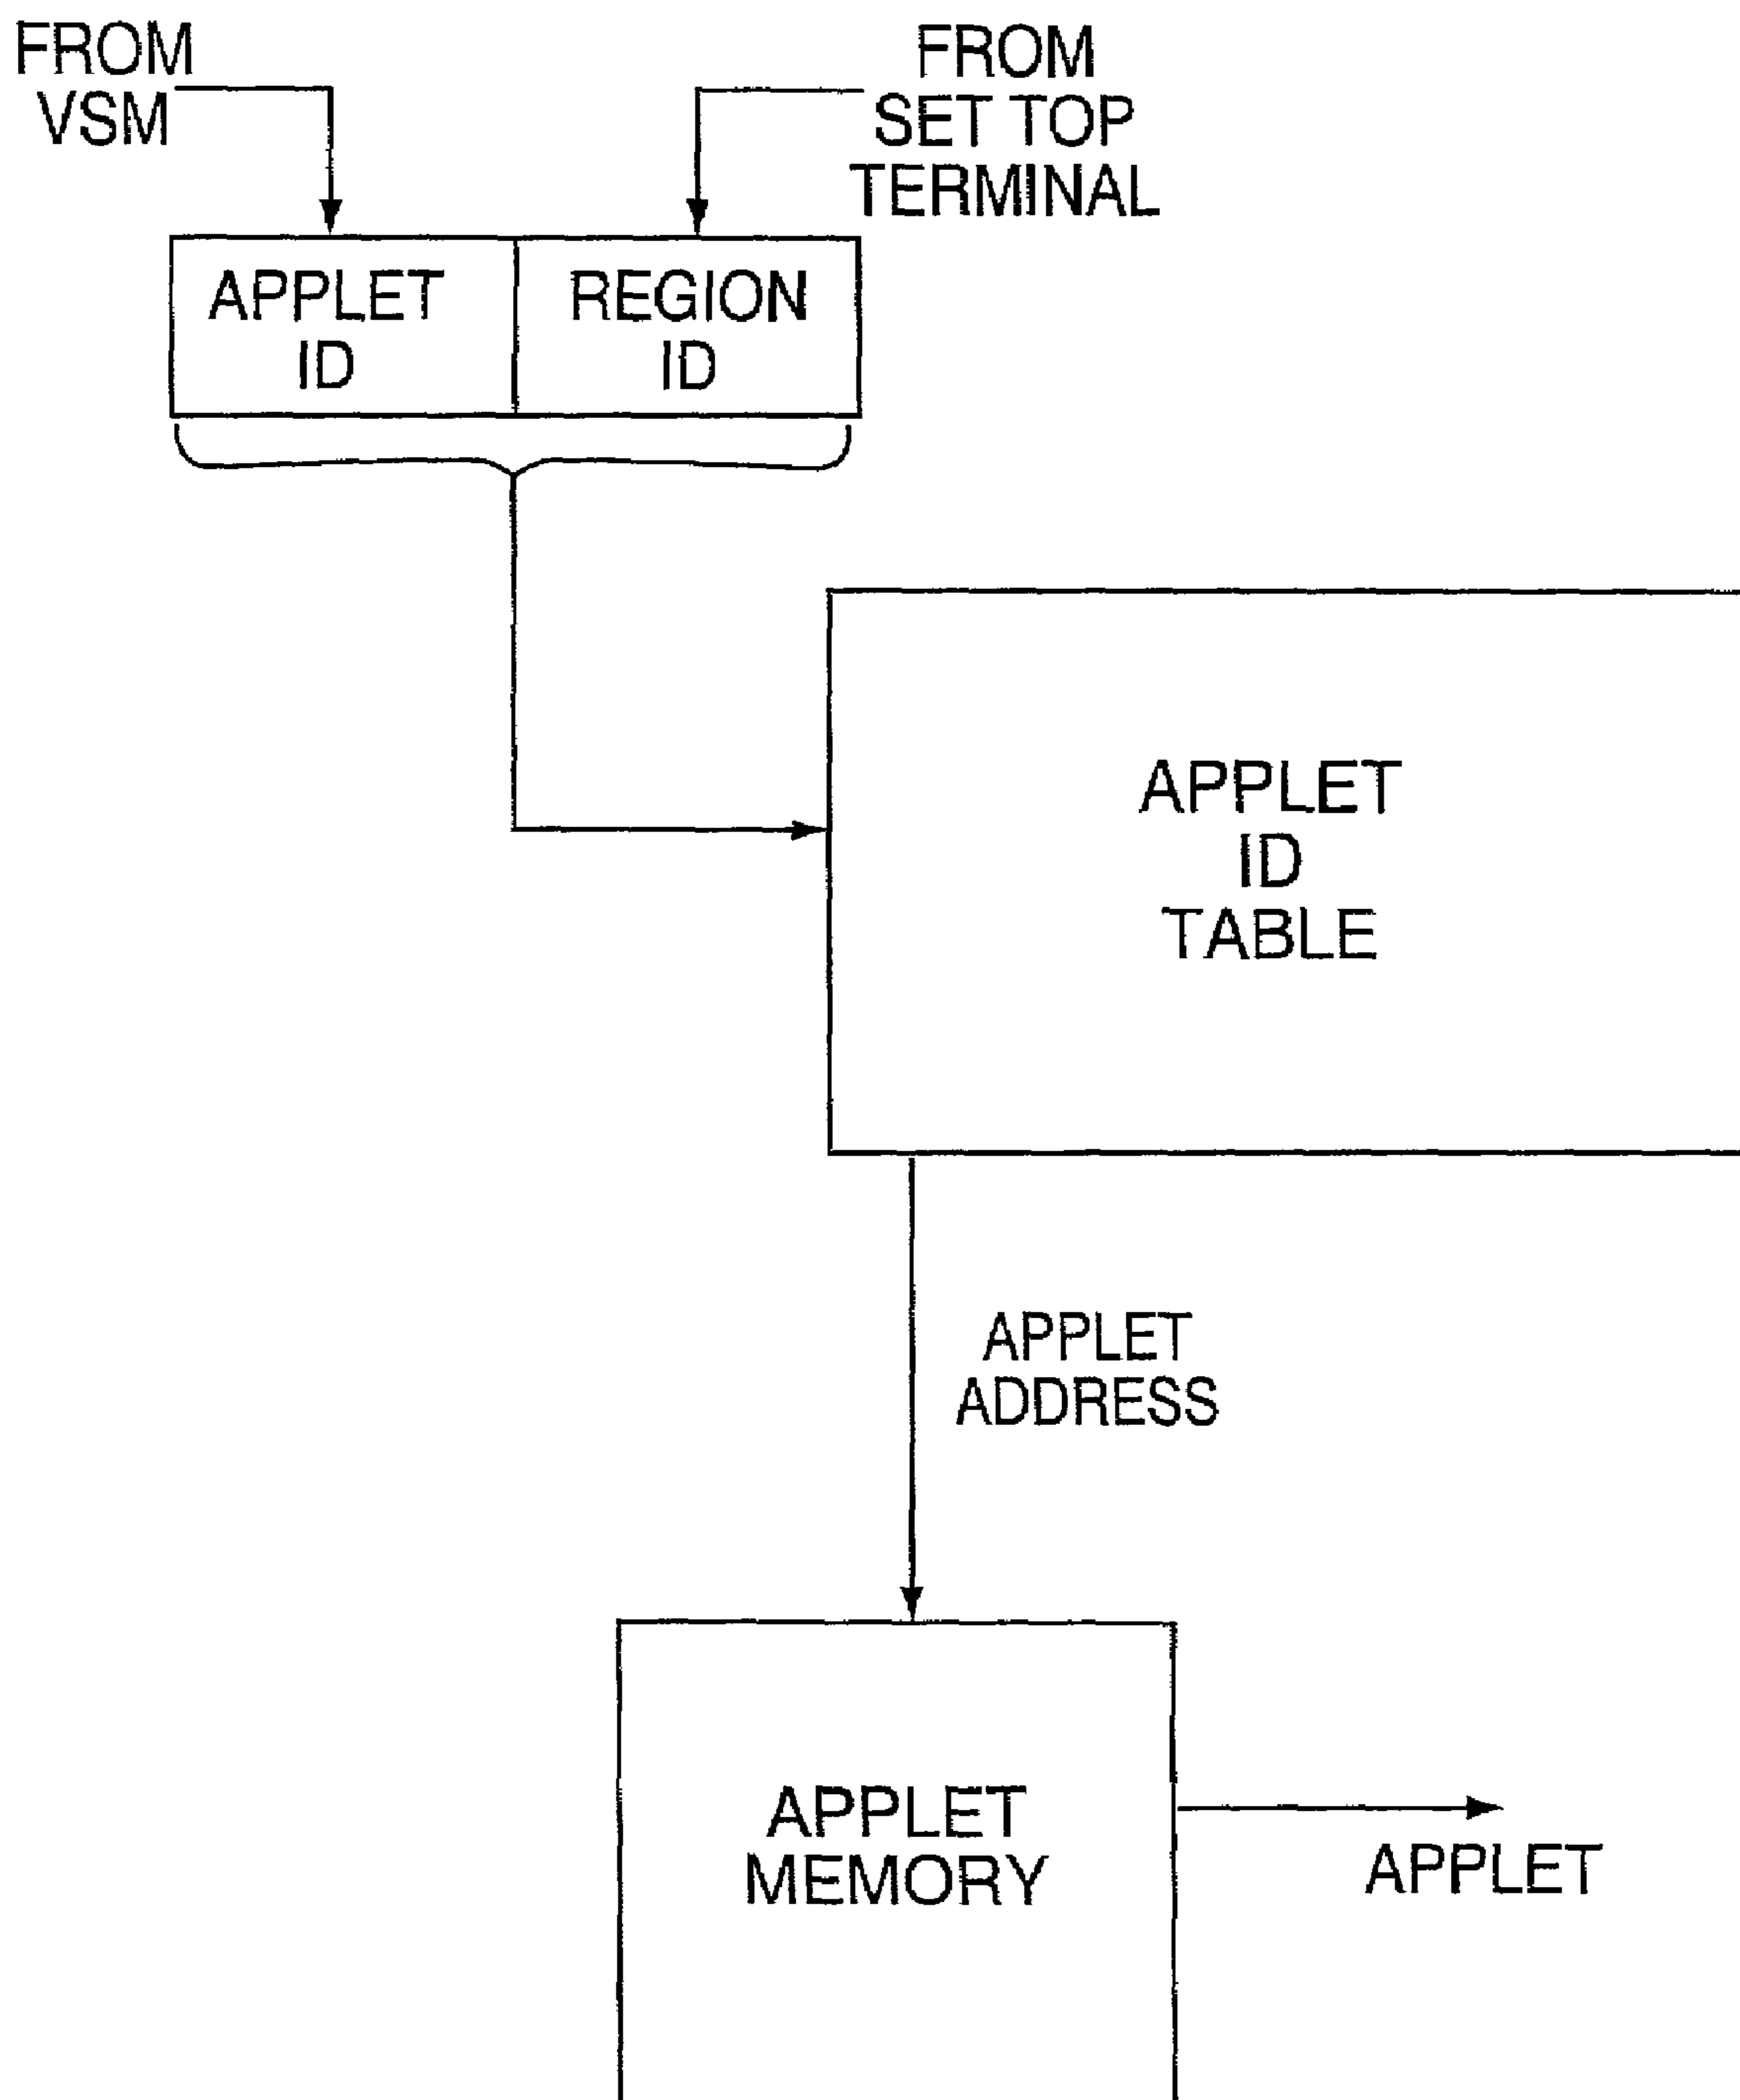 FROM
VSM
FROM
SET TOP
TERMINAL
APPLET
ID
REGION
ID
APPLET
ID
TABLE
APPLET
ADDRESS
APPLET
MEMORY
APPLET